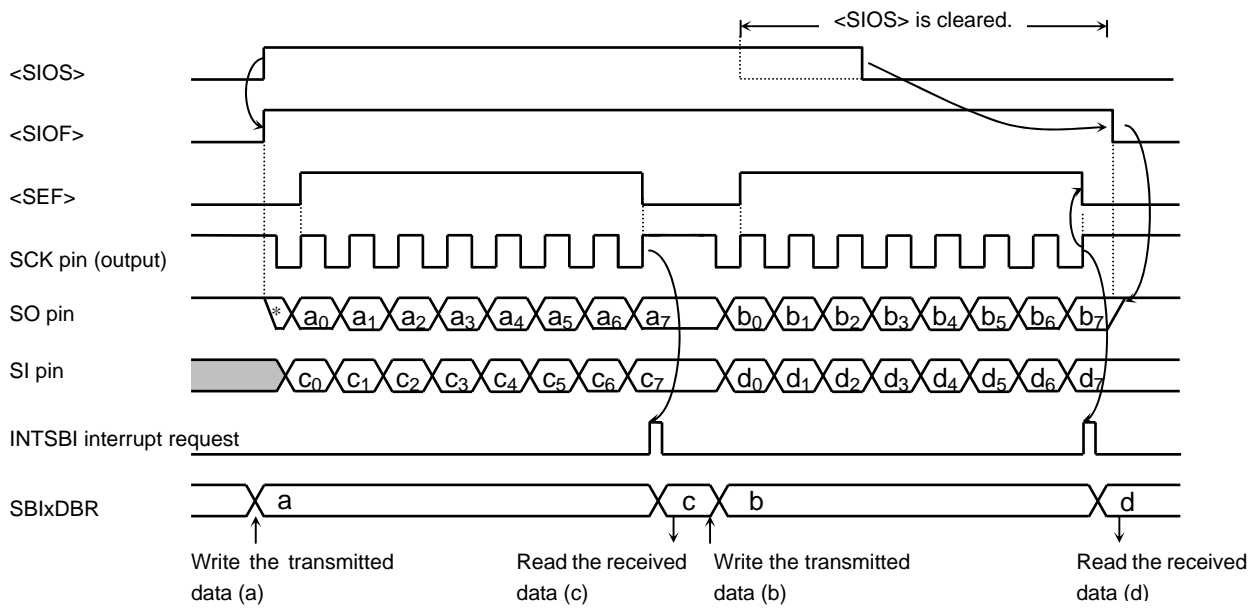 <SIOS> is cleared.
<SIOS>
<SIOF>
<SEF>
SCK pin (output)
SO pin
* a0 a1 a2 a3 a4 a5 a6 a7 b0 b1 b2 b3 b4 b5 b6 b7
SI pin
c0 c1 c2 c3 c4 c5 c6 c7 d0 d1 d2 d3 d4 d5 d6 d7
INTSBI interrupt request
SBIxDBR
a c b d
Write the transmitted
data (a)
Read the received
data (c)
Write the transmitted
data (b)
Read the received
data (d)